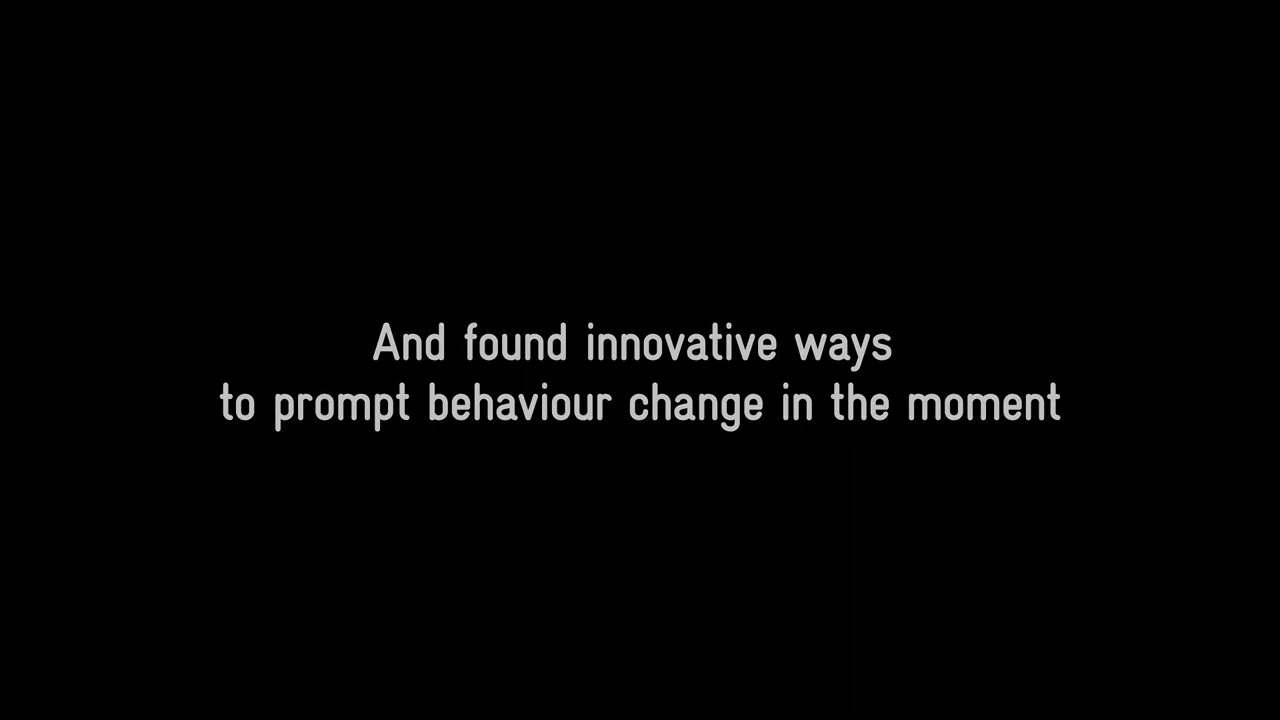 And found innovative ways
to prompt behaviour change in the moment